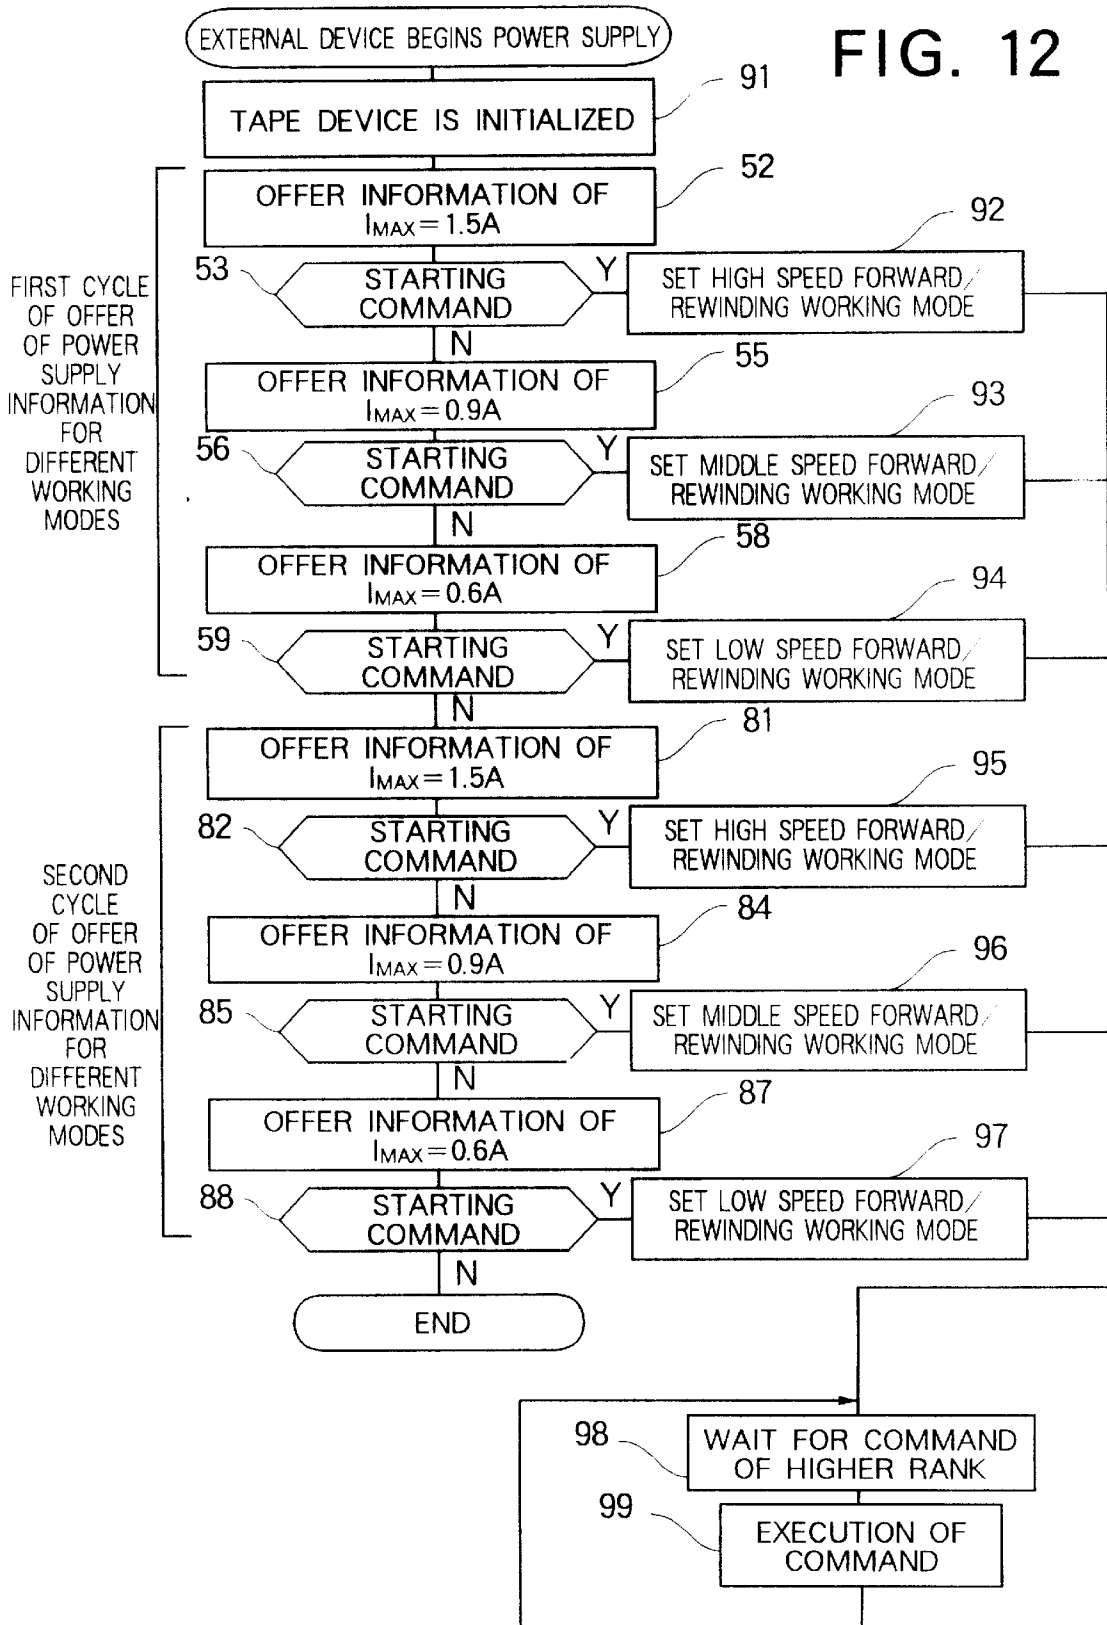 EXTERNAL DEVICE BEGINS POWER SUPPLY
FIG. 12
91
TAPE DEVICE IS INITIALIZED
52
OFFER INFORMATION OF
IMAX=1.5A
92
53
STARTING
COMMAND
Y
SET HIGH SPEED FORWARD/
REWINDING WORKING MODE
N
FIRST CYCLE
OF OFFER
OF POWER
SUPPLY
INFORMATION
FOR
DIFFERENT
WORKING
MODES
55
OFFER INFORMATION OF
IMAX=0.9A
93
56
STARTING
COMMAND
Y
SET MIDDLE SPEED FORWARD/
REWINDING WORKING MODE
N
58
OFFER INFORMATION OF
IMAX=0.6A
94
59
STARTING
COMMAND
Y
SET LOW SPEED FORWARD/
REWINDING WORKING MODE
N
81
OFFER INFORMATION OF
IMAX=1.5A
95
82
STARTING
COMMAND
Y
SET HIGH SPEED FORWARD/
REWINDING WORKING MODE
N
SECOND
CYCLE
OF OFFER
OF POWER
SUPPLY
INFORMATION
FOR
DIFFERENT
WORKING
MODES
84
OFFER INFORMATION OF
IMAX=0.9A
96
85
STARTING
COMMAND
Y
SET MIDDLE SPEED FORWARD/
REWINDING WORKING MODE
N
87
OFFER INFORMATION OF
IMAX=0.6A
97
88
STARTING
COMMAND
Y
SET LOW SPEED FORWARD/
REWINDING WORKING MODE
N
END
98
WAIT FOR COMMAND
OF HIGHER RANK
99
EXECUTION OF
COMMAND